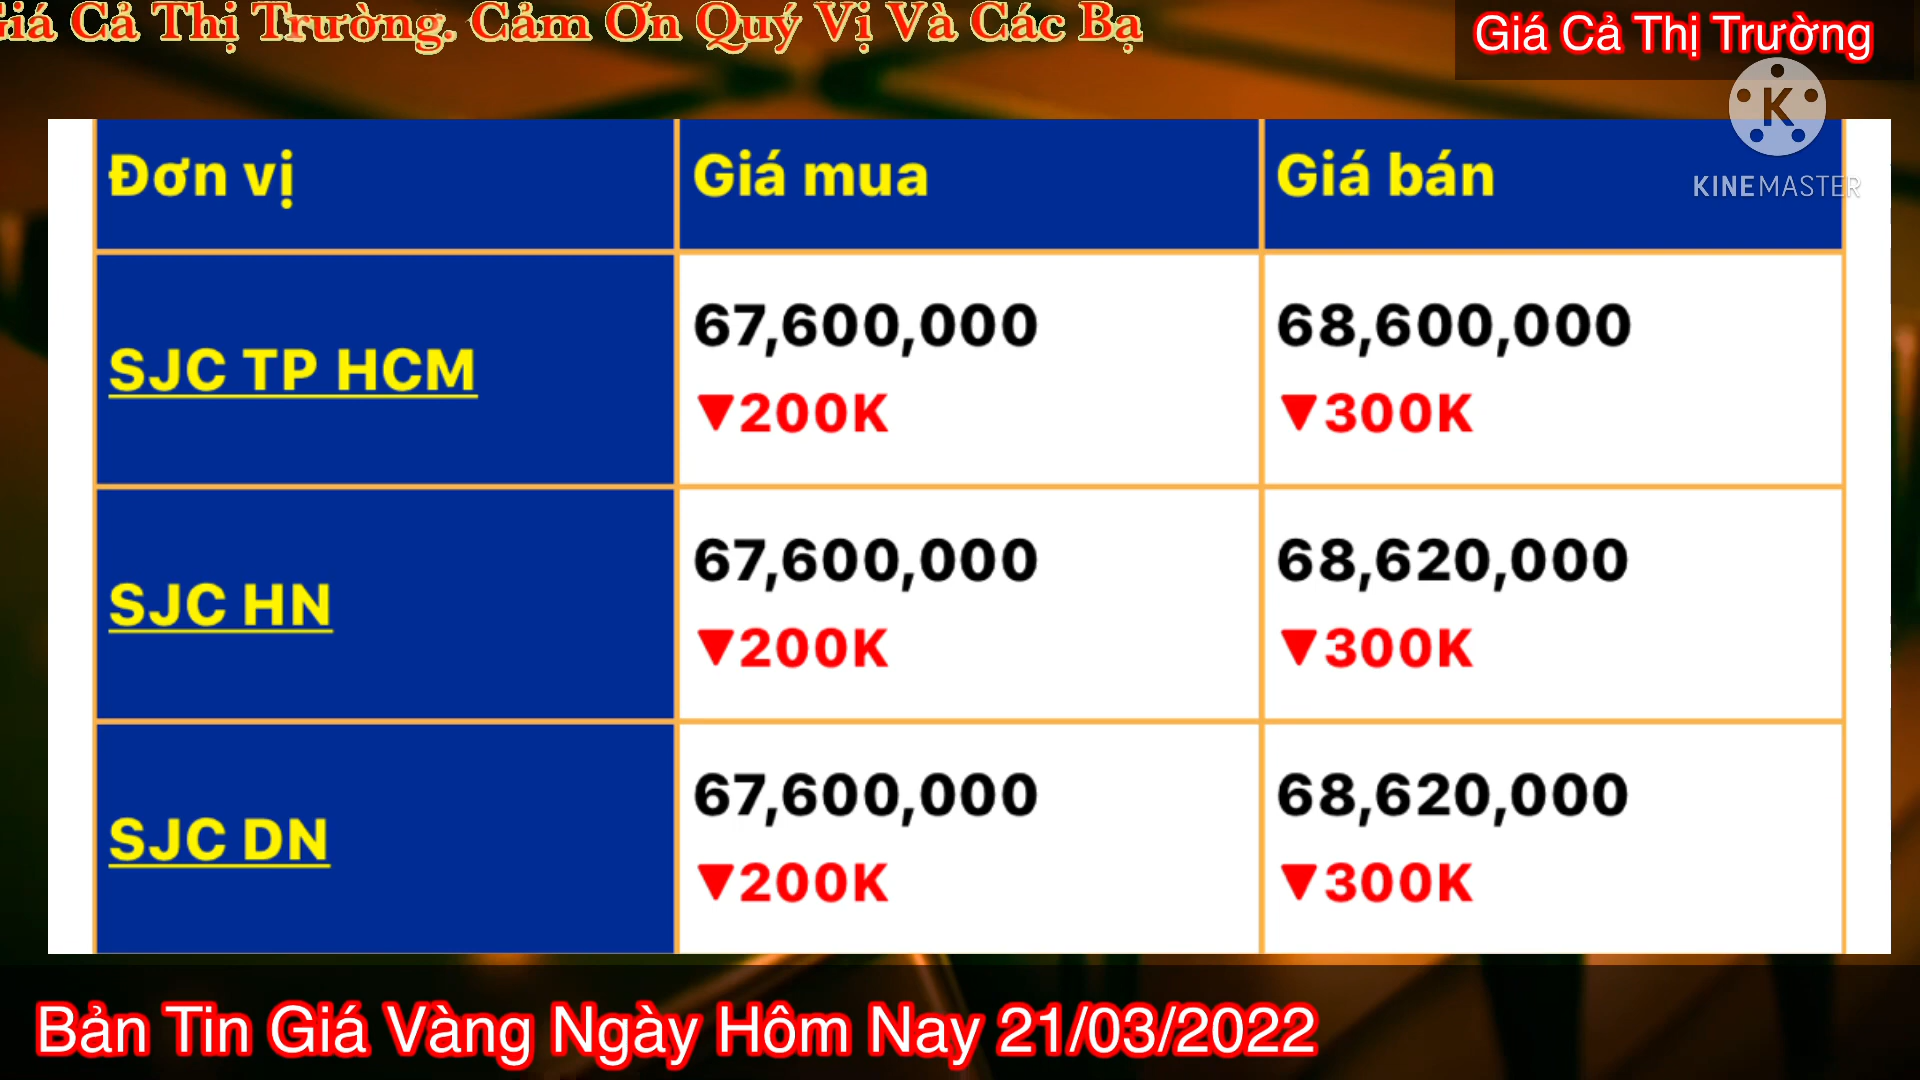 iá Cả Thị Trường. Cảm Ơn Quý Vị Và Các Bạ
Giá Cả Thị Trường
K
KINEMASTER
Đơn vị Giá mua Giá bán
SJC TP HCM 67,600,000 68,600,000
▼200K ▼300K
SJC HN 67,600,000 68,620,000
▼200K ▼300K
SJC DN 67,600,000 68,620,000
▼200K ▼300K
Bản Tin Giá Vàng Ngày Hôm Nay 21/03/2022